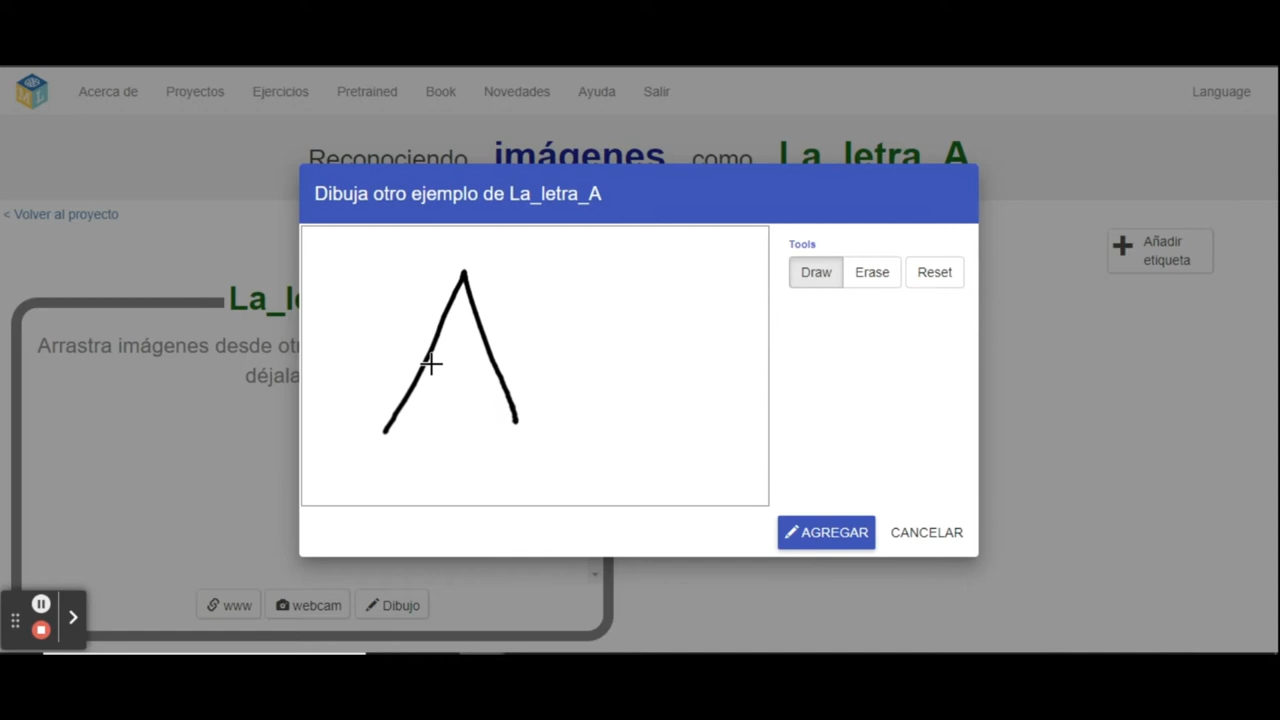 Acerca de Proyectos Ejercicios Pretrained Book Novedades Ayuda Salir Language
Reconociendo imágenes como La_letra_A
< Volver al proyecto
Dibuja otro ejemplo de La_letra_A
Tools
Draw Erase Reset
Añadir
etiqueta
La_le
Arrastra imágenes desde otr
déjala
AGREGAR CANCELAR
www webcam Dibujo